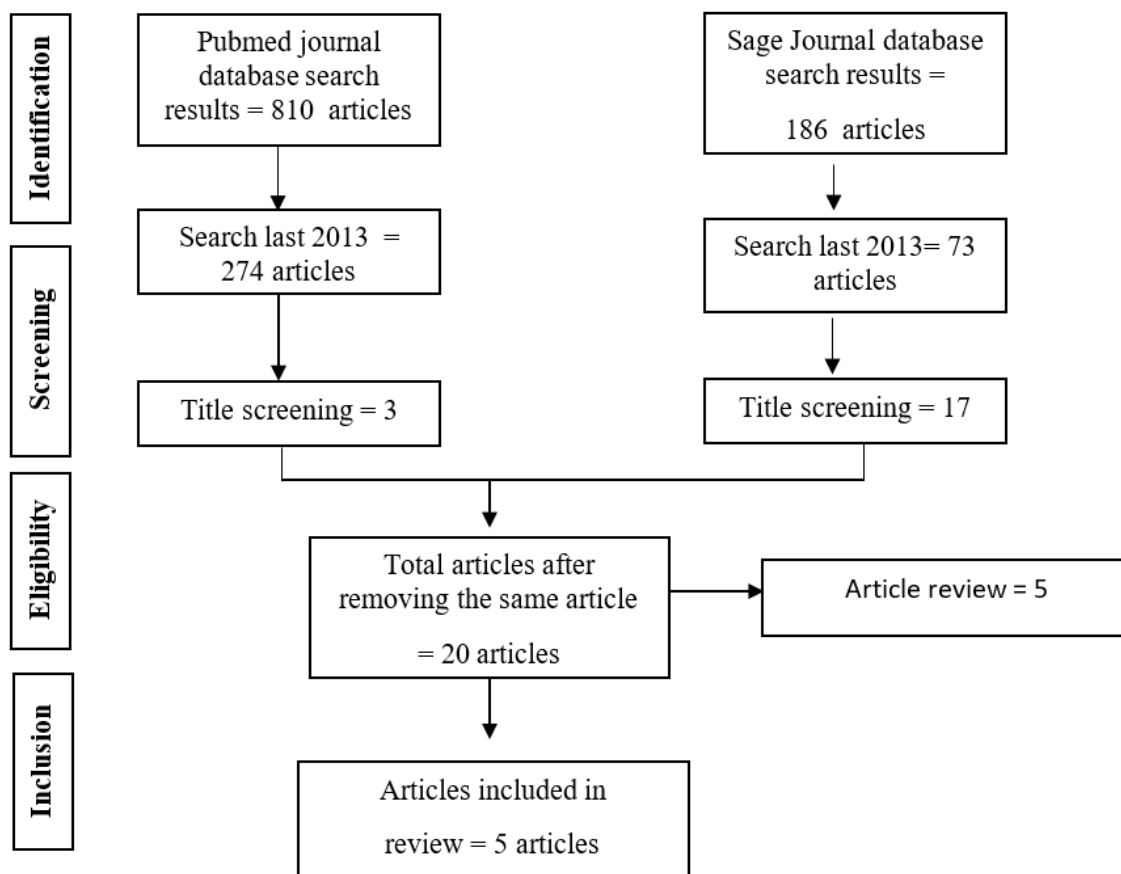 Identification
Pubmed journal
database search
results = 810 articles
Sage Journal database
search results =
186 articles
Screening
Search last 2013 =
274 articles
Search last 2013= 73
articles
Title screening = 3
Title screening = 17
Eligibility
Total articles after
removing the same article
= 20 articles
Article review = 5
Inclusion
Articles included in
review = 5 articles